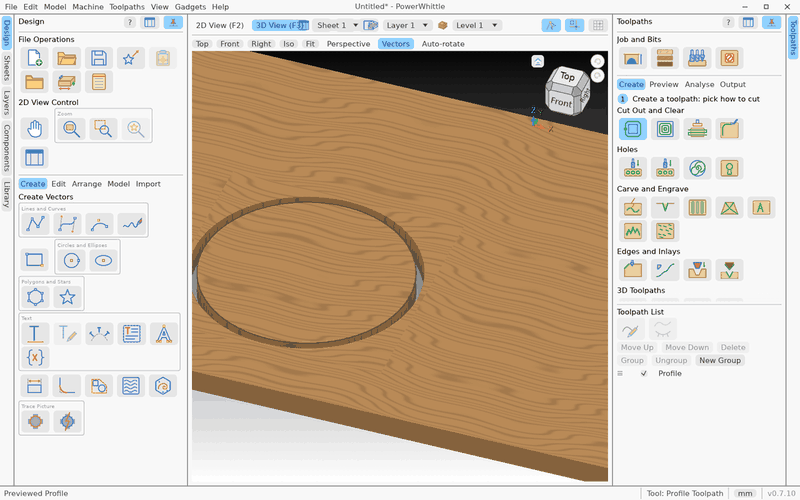 File Edit Model Machine Toolpaths View Gadgets Help
Untitled* - PowerWhittle
Design
Sheets
Layers
Components
Library
Design ?
File Operations
2D View Control
Zoom
Create Edit Arrange Model Import
Create Vectors
Lines and Curves
Circles and Ellipses
Polygons and Stars
Text
Trace Picture
2D View (F2) 3D View (F3) Sheet 1 Layer 1 Level 1
Top Front Right Iso Fit Perspective Vectors Auto-rotate
Top
Front
Right
Z
X
Toolpaths ?
Job and Bits
Create Preview Analyse Output
1 Create a toolpath: pick how to cut
Cut Out and Clear
Holes
Carve and Engrave
Edges and Inlays
3D Toolpaths
Toolpath List
Move Up Move Down Delete
Group Ungroup New Group
Profile
Toolpaths
Previewed Profile
Tool: Profile Toolpath mm v0.7.10